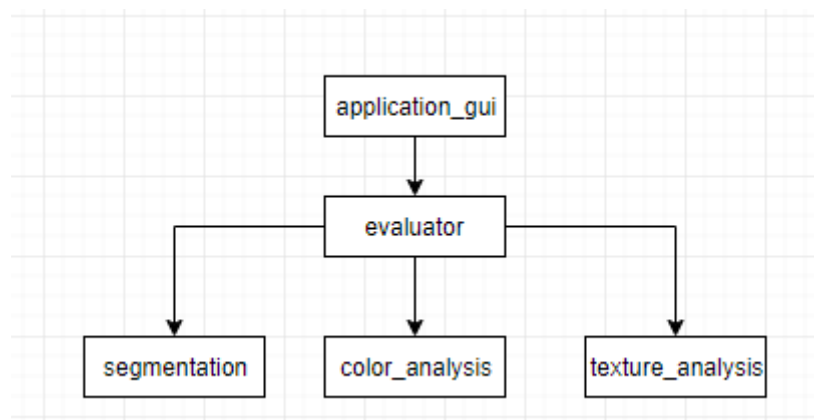 application_gui
evaluator
segmentation
color_analysis
texture_analysis